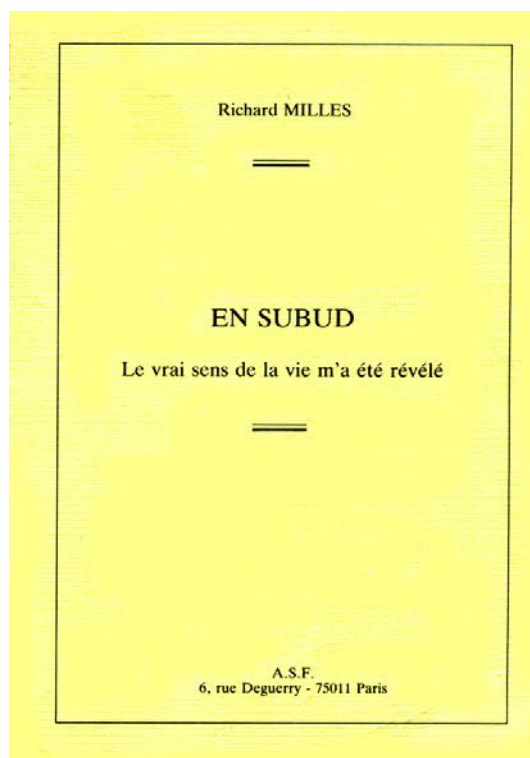 Richard MILLES
EN SUBUD
Le vrai sens de la vie m'a été révélé
A.S.F.
6, rue Deguerry - 75011 Paris